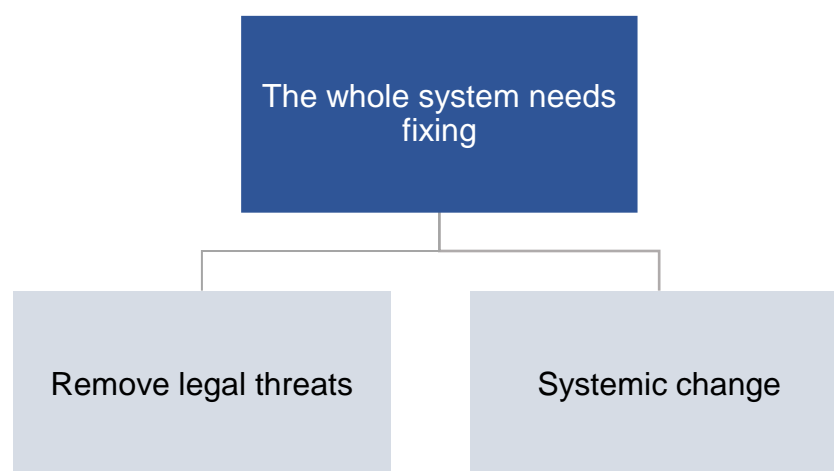 The whole system needs
fixing
Remove legal threats
Systemic change